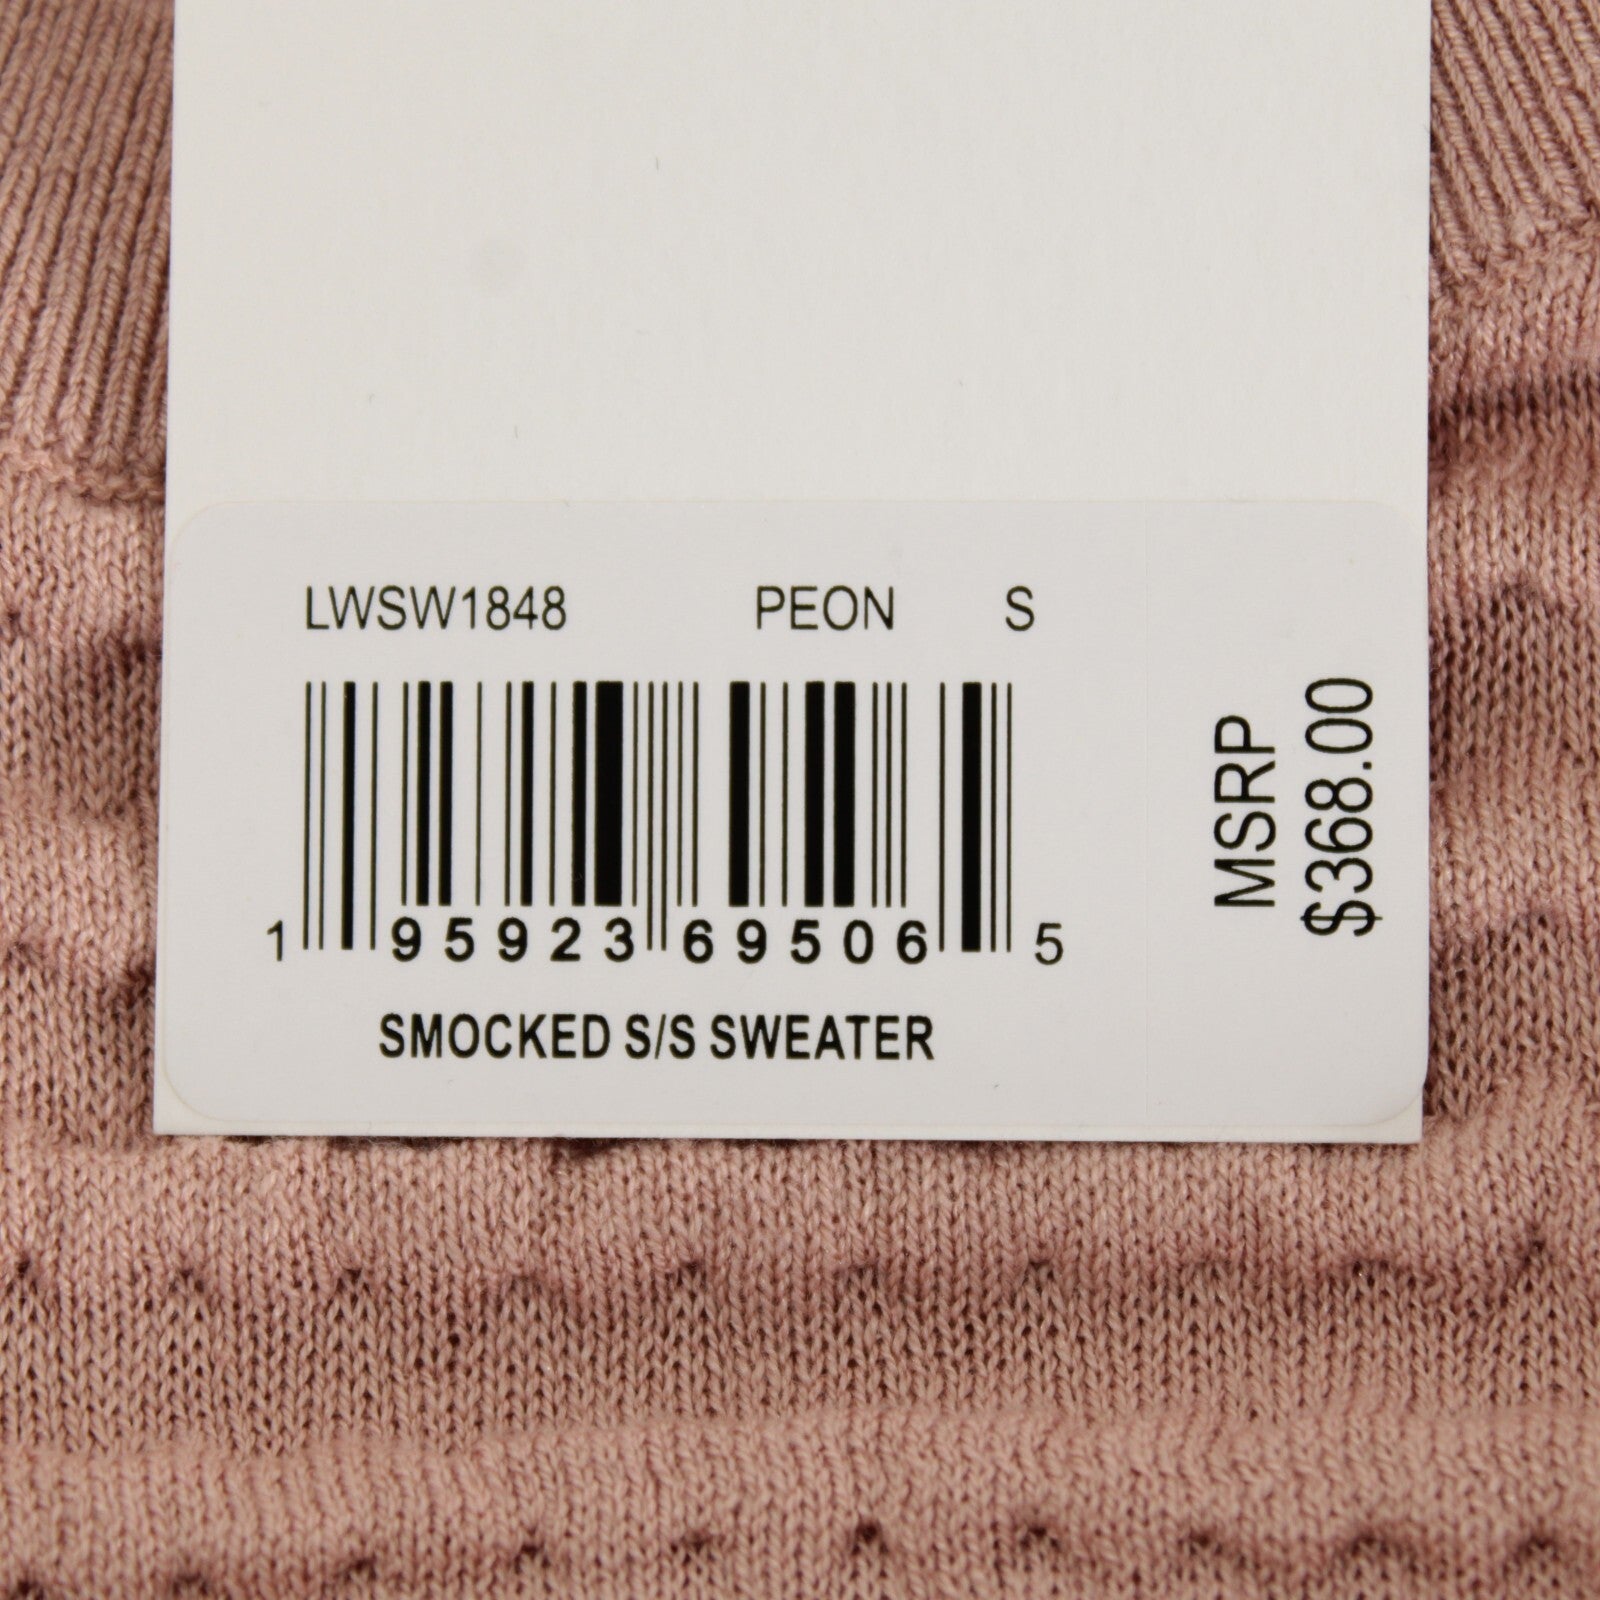 LWSW1848 PEON S
1 95923 69506 5
SMOCKED S/S SWEATER
MSRP
$368.00